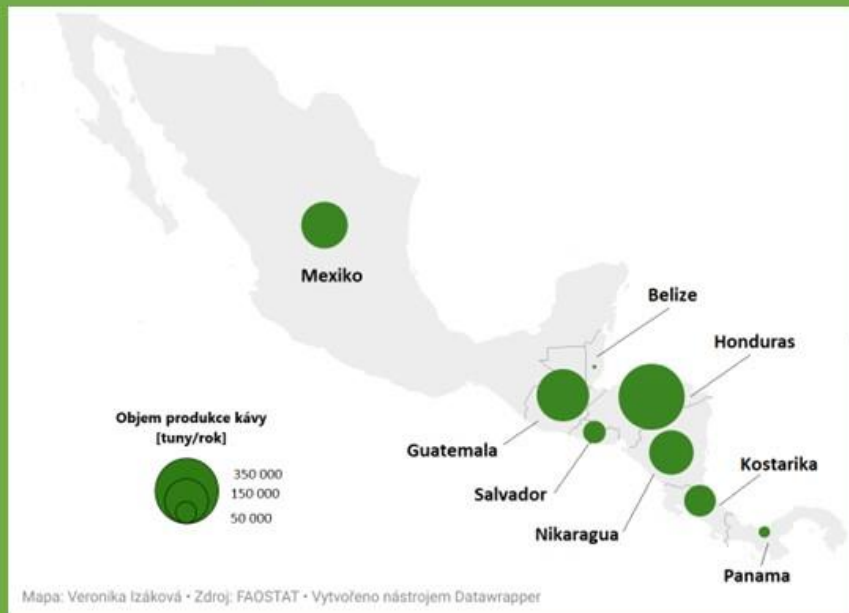 Mexiko
Belize
Honduras
Guatemala
Salvador
Nikaragua
Kostarika
Panama
Objem produkce kávy
[tuny/rok]
350 000
150 000
50 000
Mapa: Veronika Izáková • Zdroj: FAOSTAT • Vytvořeno nástrojem Datawrapper